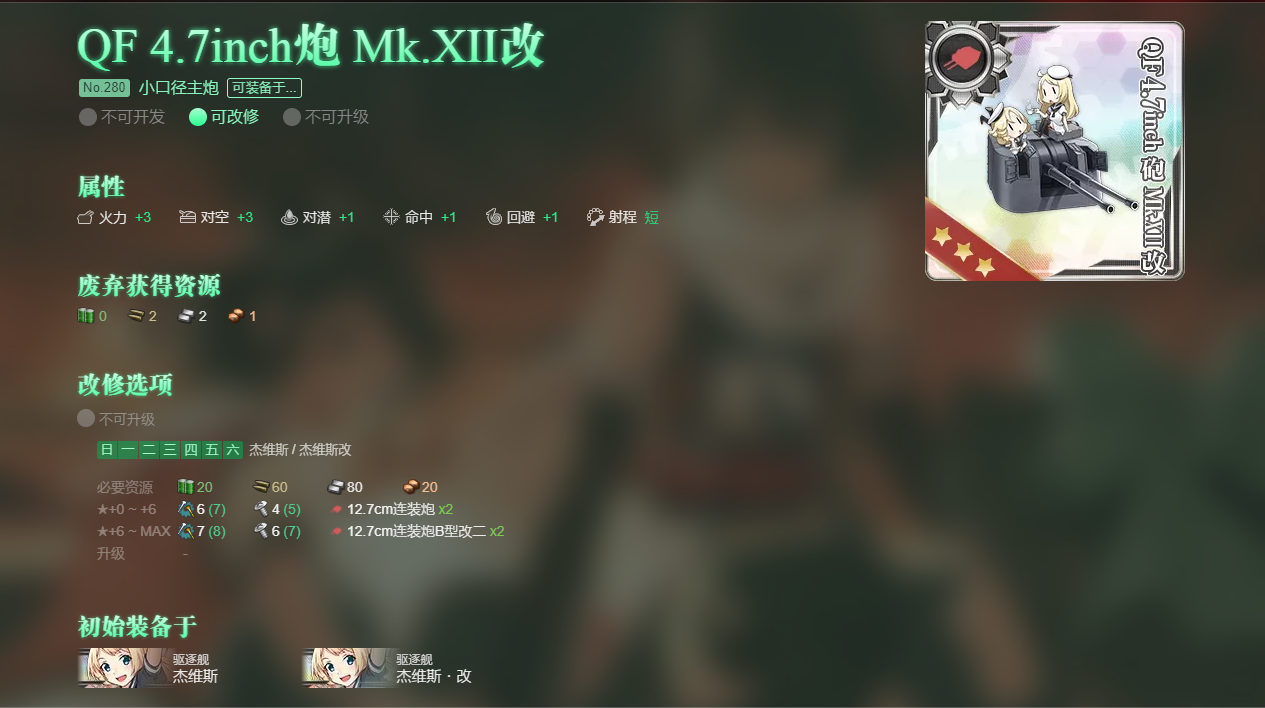 QF 4.7inch炮 Mk.XII改
No.280 小口径主炮 可装备于...
不可开发 可改修 不可升级
属性
火力 +3 对空 +3 对潜 +1 命中 +1 回避 +1 射程 短
废弃获得资源
0 2 2 1
改修选项
不可升级
日 一 二 三 四 五 六 杰维斯 / 杰维斯改
必要资源 20 60 80 20
★+0 ~ +6 6 (7) 4 (5) 12.7cm连装炮 x2
★+6 ~ MAX 7 (8) 6 (7) 12.7cm连装炮B型改二 x2
升级 -
初始装备于
驱逐舰
杰维斯
驱逐舰
杰维斯・改
QF 4.7inch 砲 Mk.XII 改